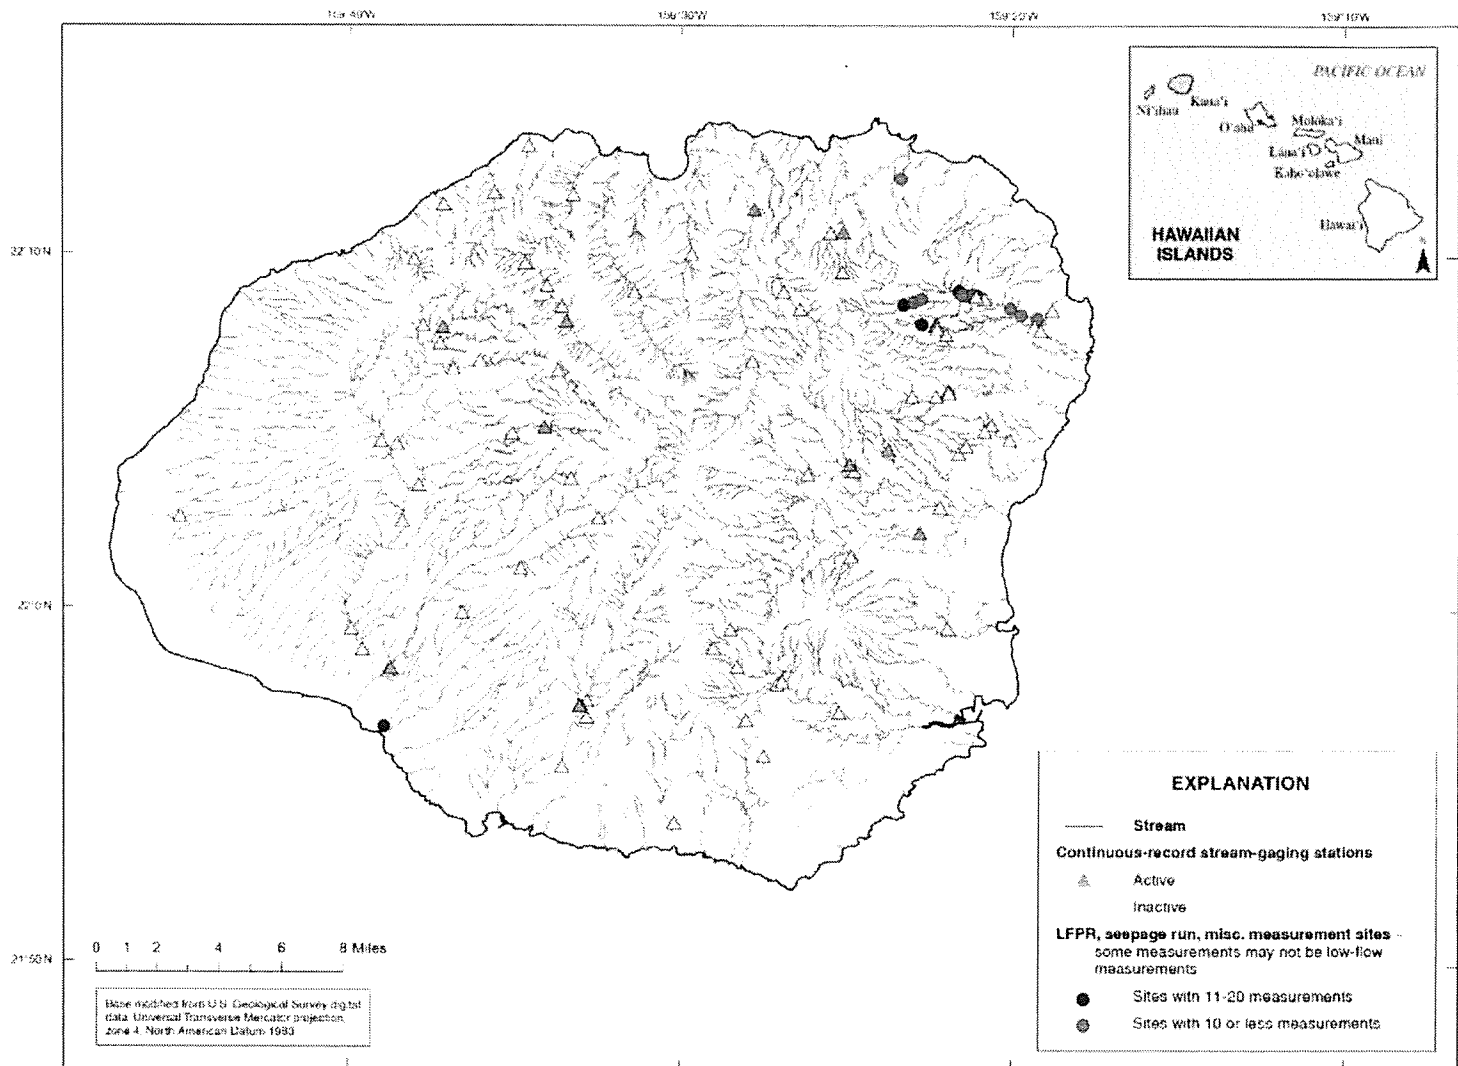 159°40'W
159°20'W
159°10'W
22°10'N
22°0'N
21°50'N
PACIFIC OCEAN
Ni'ihau
Kaua'i
O'ahu
Moloka'i
Maui
Lāna'i
Kaho'olawe
Hawai'i
HAWAIIAN
ISLANDS
EXPLANATION
Stream
Continuous-record stream-gaging stations
Active
Inactive
LFPR, seepage run, misc. measurement sites -
some measurements may not be low-flow
measurements
Sites with 11-20 measurements
Sites with 10 or less measurements
0 1 2 4 6 8 Miles
Base modified from U.S. Geological Survey digital
data, Universal Transverse Mercator projection,
zone 4, North American Datum 1983